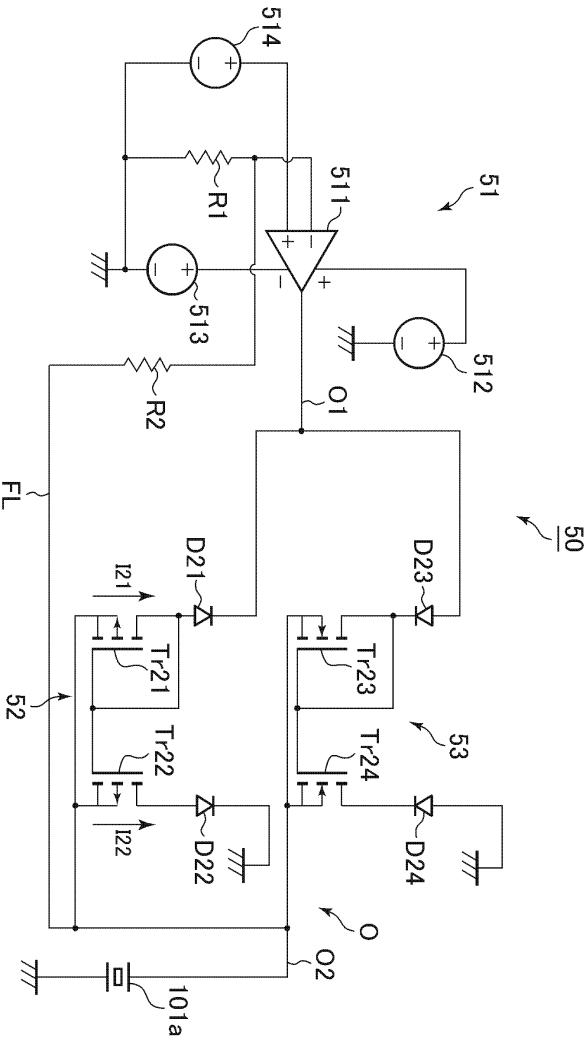 50
51
514
511
R1
513
512
R2
O1
FL
D23
D21
I21
Tr23
Tr21
52
53
Tr24
Tr22
I22
D24
D22
O
O2
101a
+
−
+
−
+
−
+
−
+
−